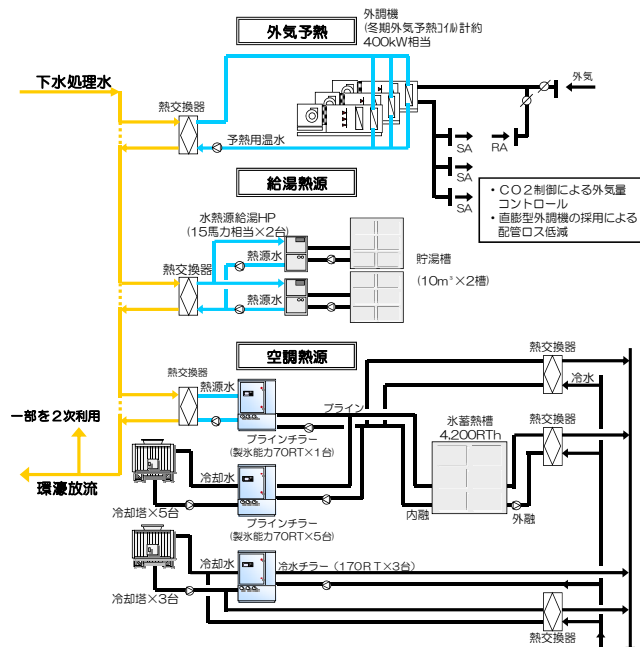 外気予熱
外調機
(冬期外気予熱コイル)計約
400kW相当
下水処理水
熱交換器
予熱用温水
外気
SA
RA
SA
SA
・CO2制御による外気量
コントロール
・直膨型外調機の採用による
配管ロス低減
給湯熱源
水熱源給湯HP
(15馬力相当×2台)
熱源水
熱交換器
熱源水
貯湯槽
(10m³×2槽)
空調熱源
熱交換器
熱源水
ブライン
熱交換器
冷水
一部を2次利用
ブラインチラー
(製氷能力70RT×1台)
氷蓄熱槽
4,200RTh
熱交換器
環濠放流
冷却水
冷却塔×5台
ブラインチラー
(製氷能力70RT×5台)
内融
外融
冷却水
冷水チラー(170RT×3台)
冷却塔×3台
熱交換器